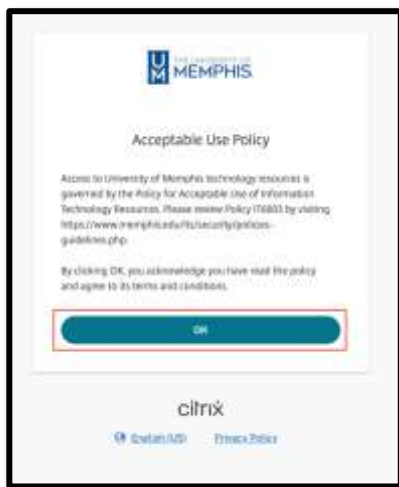 THE UNIVERSITY OF
MEMPHIS
Acceptable Use Policy
Access to University of Memphis technology resources is
governed by the Policy for Acceptable Use of Information
Technology Resources. Please review Policy IT6003 by visiting
https://www.memphis.edu/its/security/policies-
guidelines.php
By clicking OK, you acknowledge you have read the policy
and agree to its terms and conditions.
OK
citrix
English (US) Privacy Policy